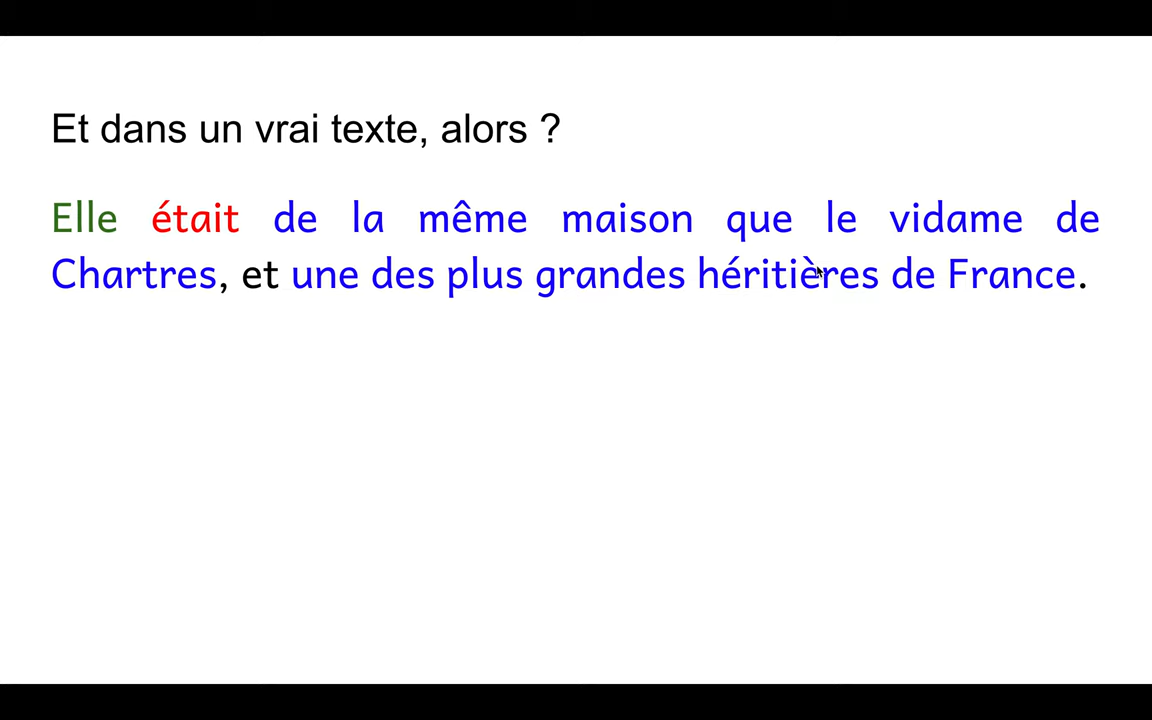 Et dans un vrai texte, alors ?
Elle était de la même maison que le vidame de
Chartres, et une des plus grandes héritières de France.